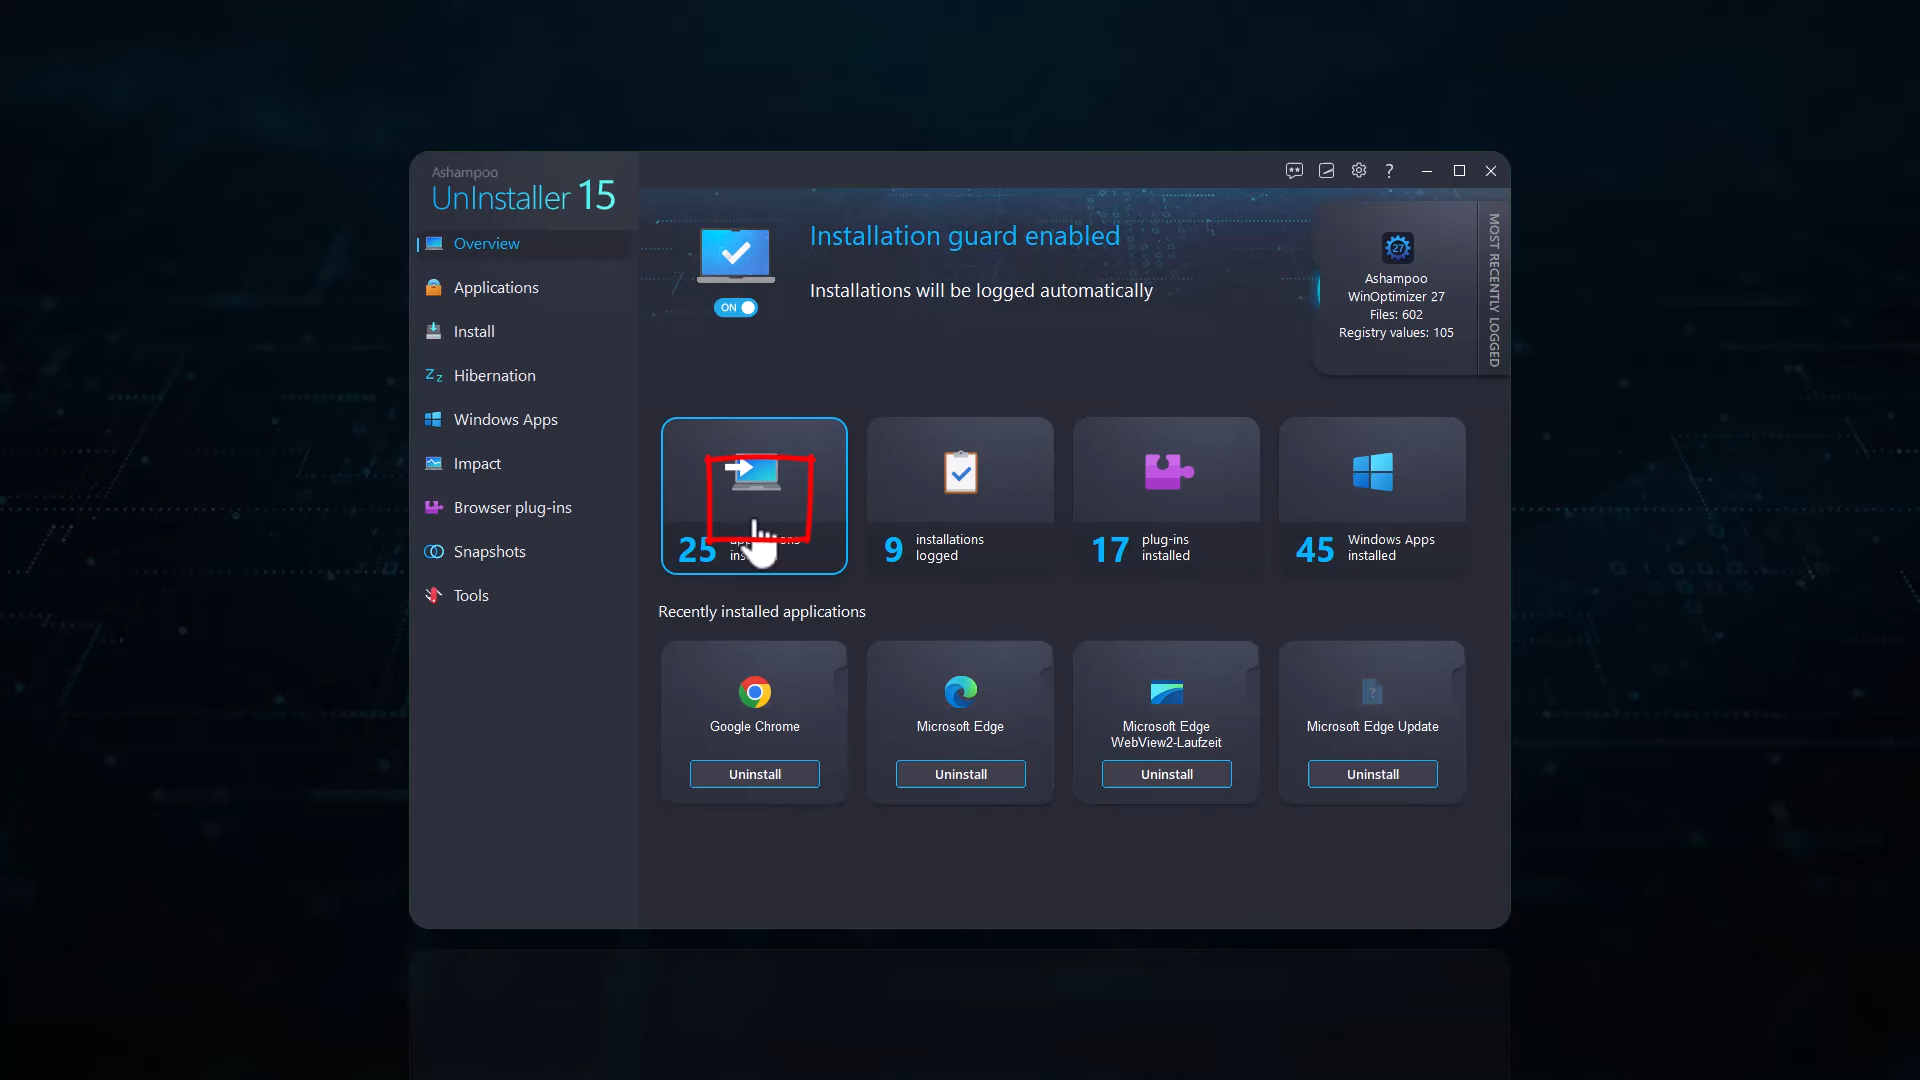 Ashampoo
UnInstaller 15
Overview
Applications
Install
Hibernation
Windows Apps
Impact
Browser plug-ins
Snapshots
Tools
?
Installation guard enabled
Installations will be logged automatically
ON
27
Ashampoo
WinOptimizer 27
Files: 602
Registry values: 105
MOST RECENTLY LOGGED
25
9 installations
logged
17 plug-ins
installed
45 Windows Apps
installed
Recently installed applications
Google Chrome
Uninstall
Microsoft Edge
Uninstall
Microsoft Edge
WebView2-Laufzeit
Uninstall
Microsoft Edge Update
Uninstall